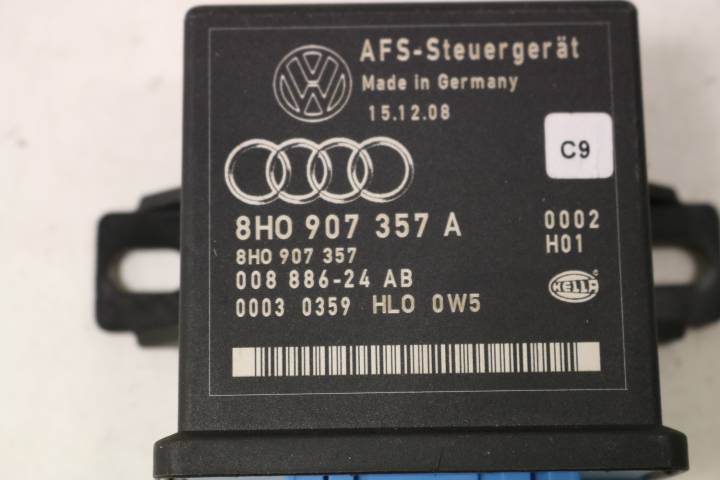 AFS-Steuergerät
Made in Germany
15.12.08
C9
8H0 907 357 A
0002
8H0 907 357
H01
008 886-24 AB
HELLA
0003 0359 HLO 0W5